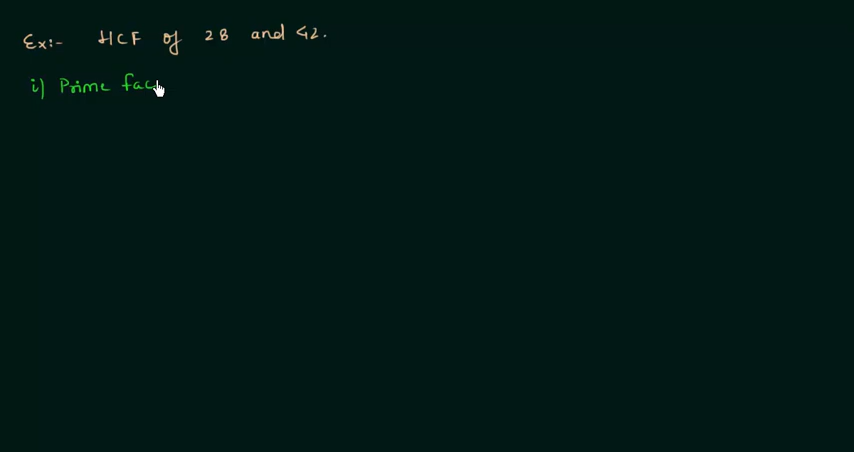 Ex:- HCF of 28 and 42.
i) Prime fac